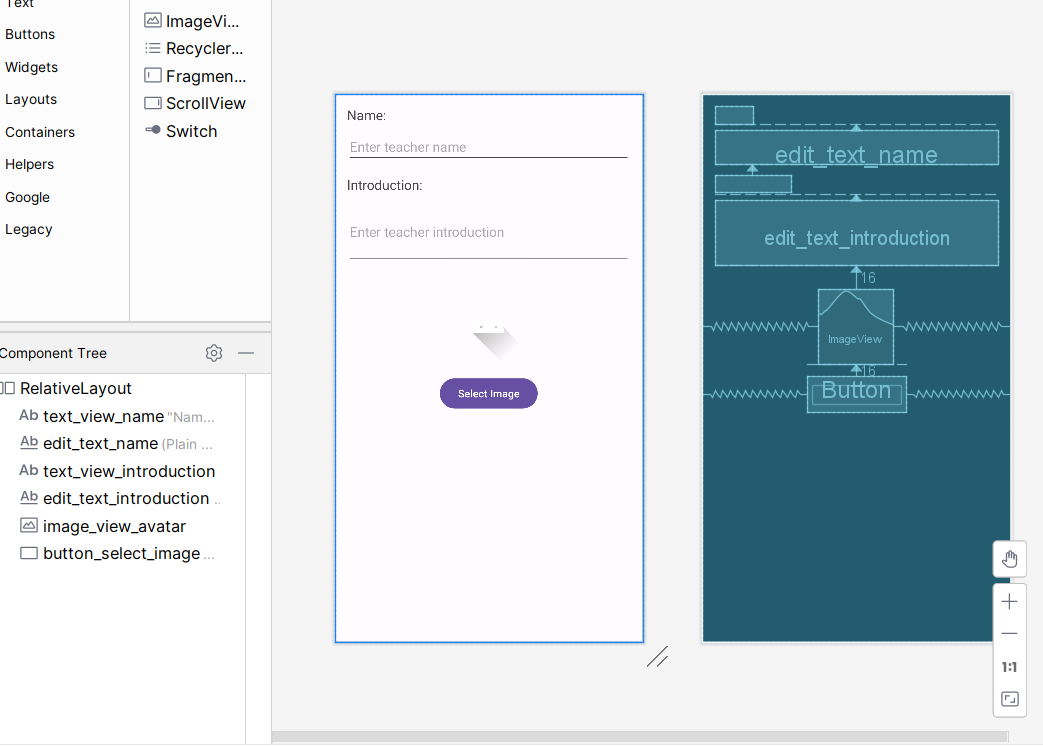 Text
Buttons
Widgets
Layouts
Containers
Helpers
Google
Legacy
ImageVi...
Recycler...
Fragmen...
ScrollView
Switch
Component Tree
RelativeLayout
Ab text_view_name "Nam...
Ab edit_text_name (Plain ...
Ab text_view_introduction
Ab edit_text_introduction ..
image_view_avatar
button_select_image ...
Name:
Enter teacher name
Introduction:
Enter teacher introduction
Select Image
edit_text_name
edit_text_introduction
16
ImageView
16
Button
1:1